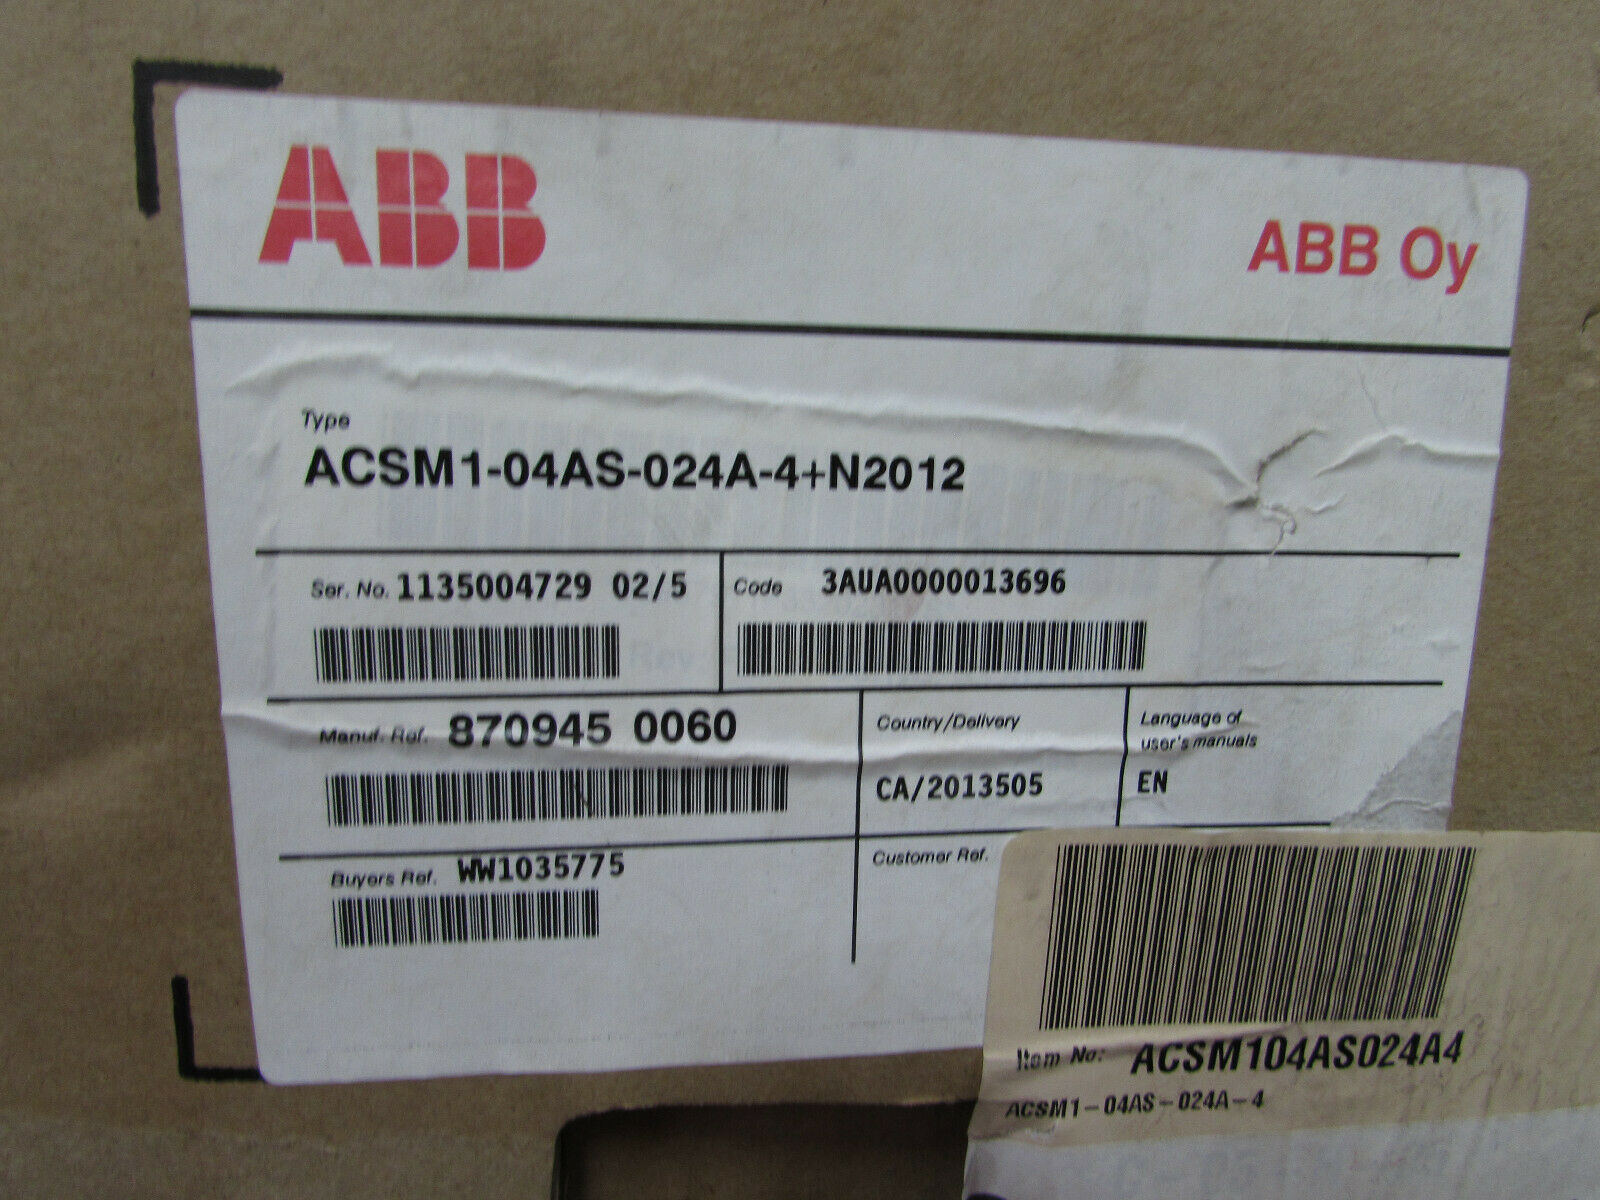 ABB
ABB Oy
Type
ACSM1-04AS-024A-4+N2012
Ser. No. 1135004729 02/5
Code 3AUA0000013696
Manuf. Ref. 870945 0060
Country/Delivery
CA/2013505
Language of
user's manuals
EN
Buyers Ref. WW1035775
Customer Ref.
Item No: ACSM104AS024A4
ACSM1-04AS-024A-4